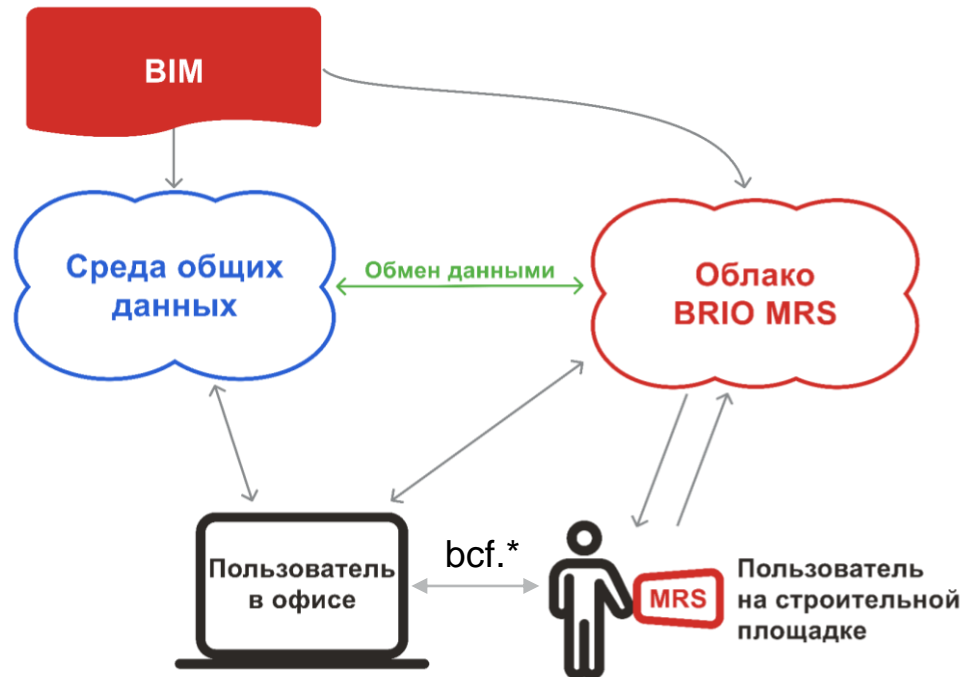 BIM
Среда общих
данных
Обмен данными
Облако
BRIO MRS
Пользователь
в офисе
bcf.*
MRS
Пользователь
на строительной
площадке